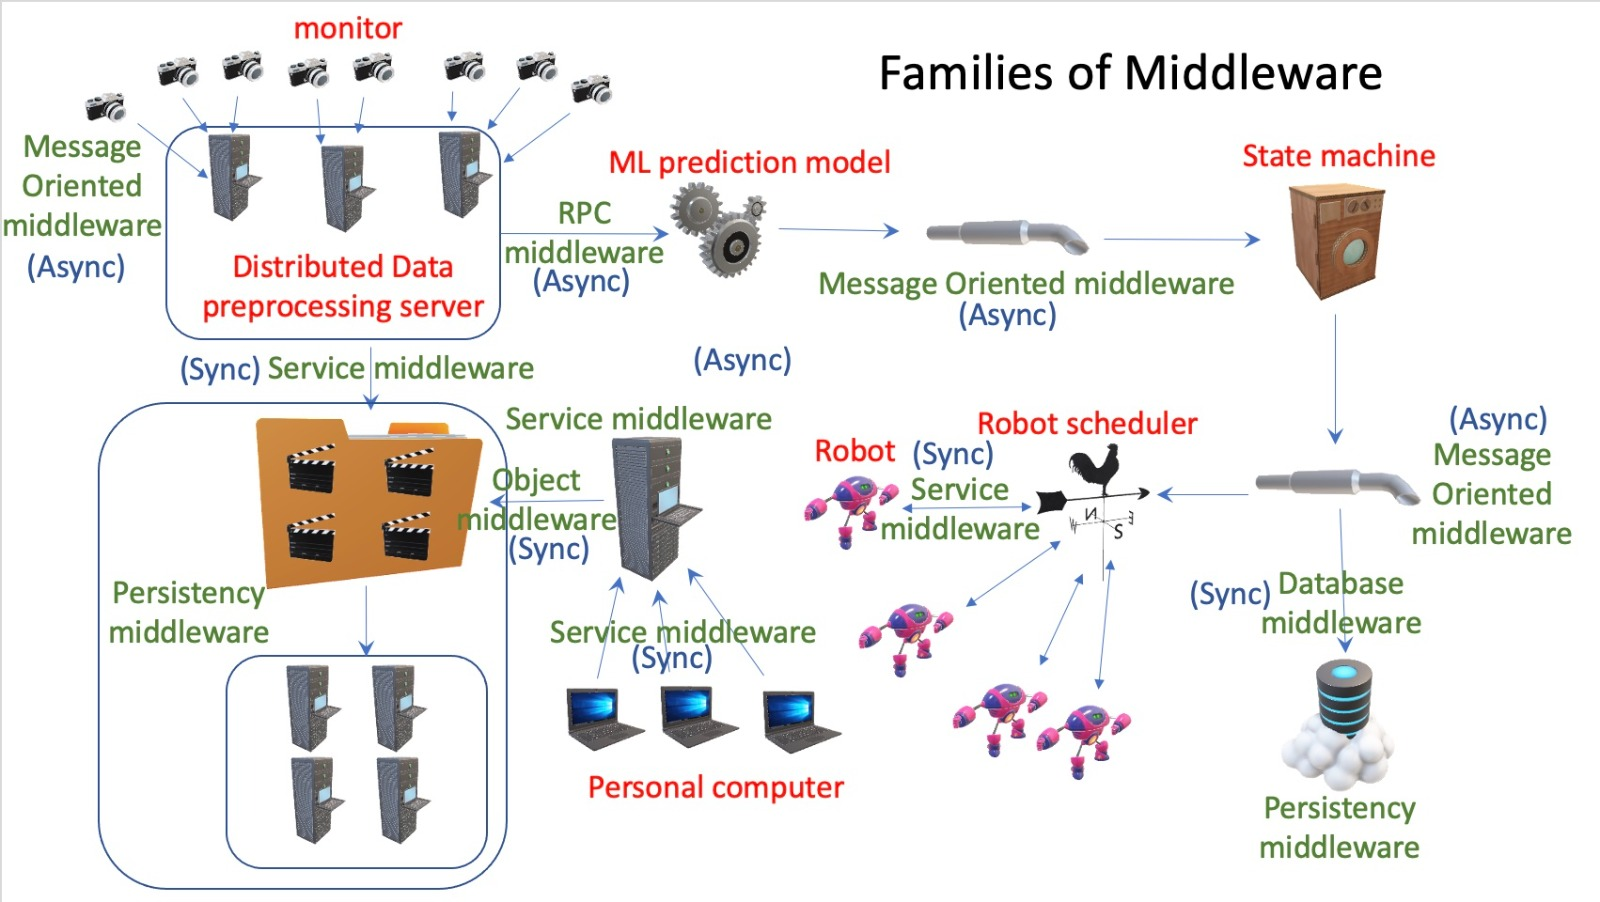 monitor
Families of Middleware
Message
Oriented
middleware
(Async)
Distributed Data
preprocessing server
RPC
middleware
(Async)
ML prediction model
Message Oriented middleware
(Async)
State machine
(Sync) Service middleware
(Async)
Service middleware
Object
middleware
(Sync)
Persistency
middleware
Service middleware
(Sync)
Personal computer
Robot
(Sync)
Service
middleware
Robot scheduler
И
E
S
(Async)
Message
Oriented
middleware
(Sync)
Database
middleware
Persistency
middleware